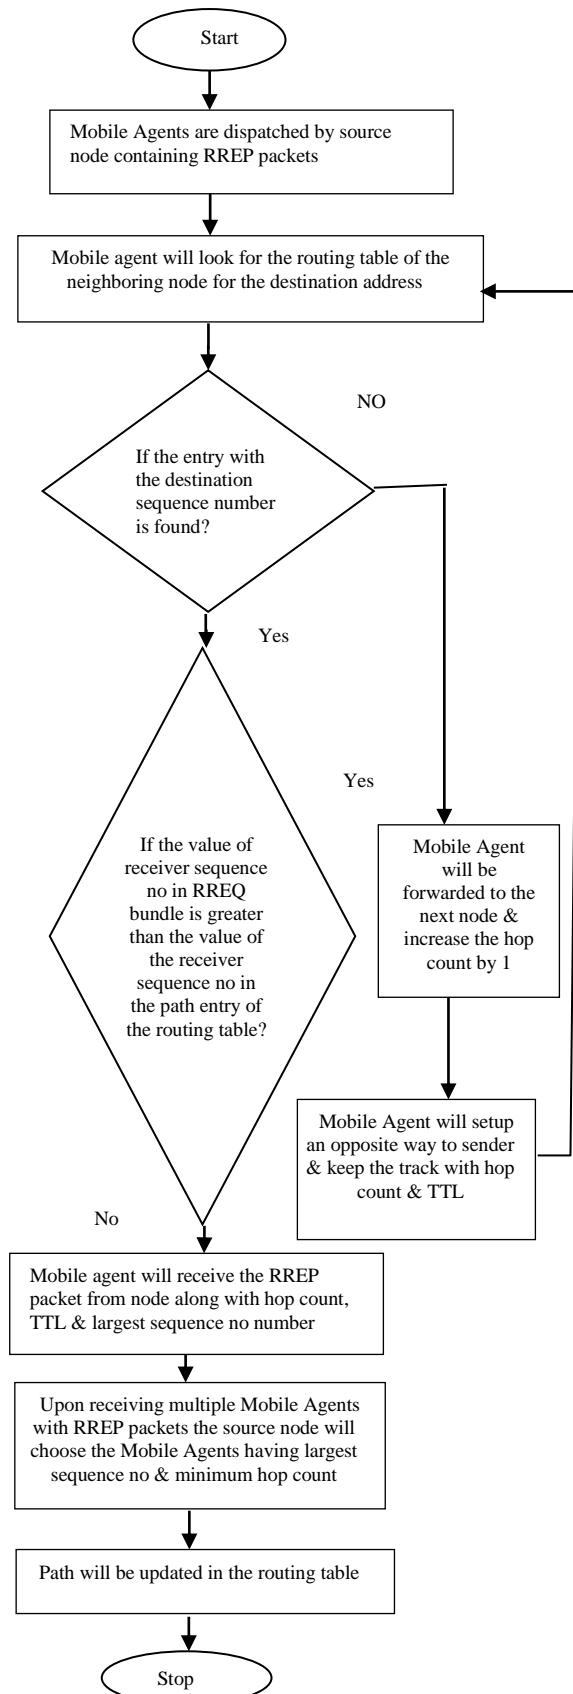 Start
Mobile Agents are dispatched by source
node containing RREP packets
Mobile agent will look for the routing table of the
neighboring node for the destination address
NO
If the entry with
the destination
sequence number
is found?
Yes
Yes
If the value of
receiver sequence
no in RREQ
bundle is greater
than the value of
the receiver
sequence no in
the path entry of
the routing table?
Mobile Agent
will be
forwarded to the
next node &
increase the hop
count by 1
Mobile Agent will setup
an opposite way to sender
& keep the track with hop
count & TTL
No
Mobile agent will receive the RREP
packet from node along with hop count,
TTL & largest sequence no number
Upon receiving multiple Mobile Agents
with RREP packets the source node will
choose the Mobile Agents having largest
sequence no & minimum hop count
Path will be updated in the routing table
Stop